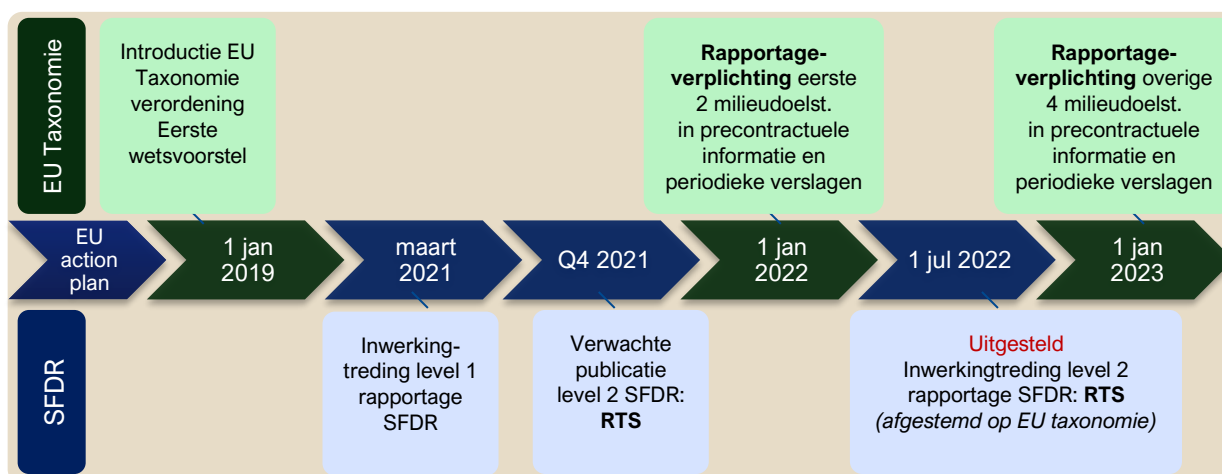 EU Taxonomie
Introductie EU
Taxonomie
verordening
Eerste
wetsvoorstel
Rapportage-
verplichting eerste
2 milieudoelst.
in precontractuele
informatie en
periodieke verslagen
Rapportage-
verplichting overige
4 milieudoelst.
in precontractuele
informatie en
periodieke verslagen
EU
action
plan
1 jan
2019
maart
2021
Q4 2021
1 jan
2022
1 jul 2022
1 jan
2023
SFDR
Inwerking-
treding level 1
rapportage
SFDR
Verwachte
publicatie
level 2 SFDR:
RTS
Uitgesteld
Inwerkingtreding level 2
rapportage SFDR: RTS
(afgestemd op EU taxonomie)